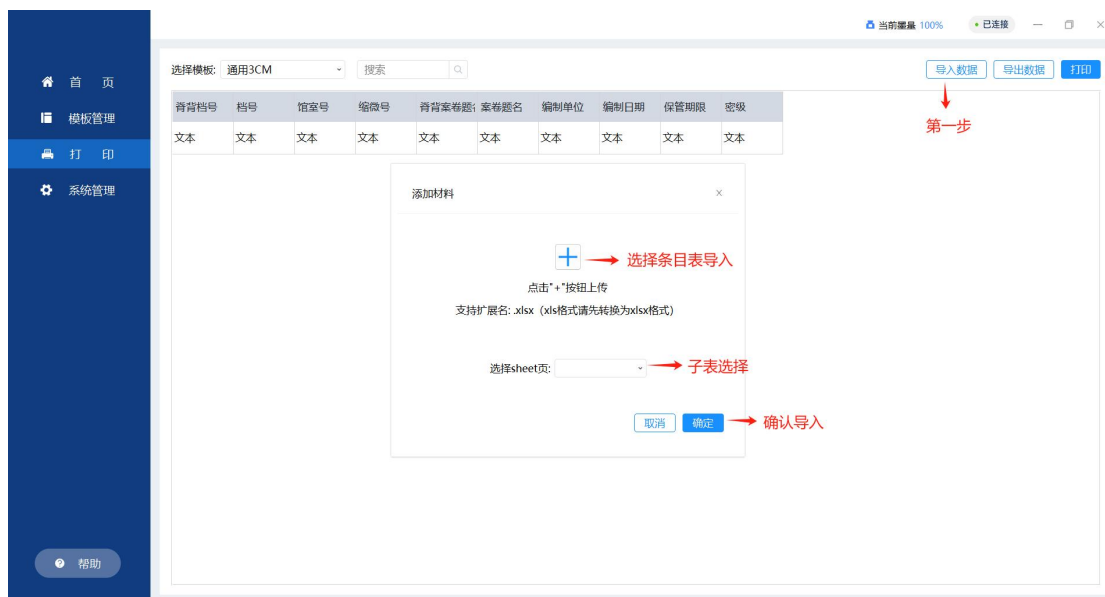 当前墨量 100% 已连接
首 页
模板管理
打 印
系统管理
帮助
选择模板: 通用3CM 搜索 导入数据 导出数据 打印
第一步
脊背档号 档号 馆室号 缩微号 脊背案卷题 案卷题名 编制单位 编制日期 保管期限 密级
文本 文本 文本 文本 文本 文本 文本 文本 文本 文本
添加材料
选择条目表导入
点击"+"按钮上传
支持扩展名: .xlsx（xls格式请先转换为xlsx格式）
选择sheet页: 子表选择
取消 确定 确认导入